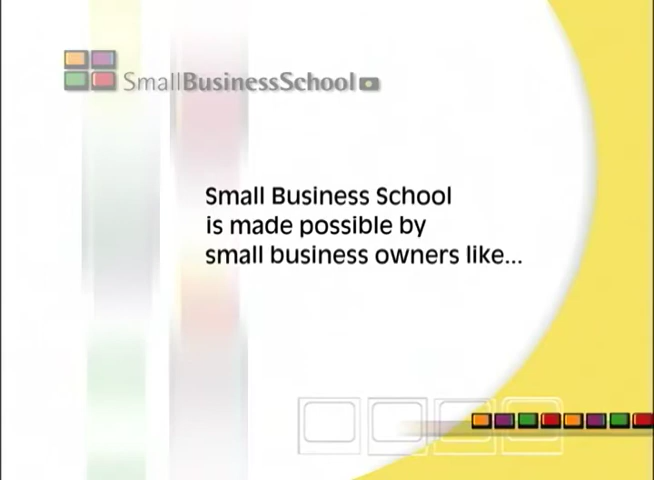 SmallBusinessSchool
Small Business School
is made possible by
small business owners like...